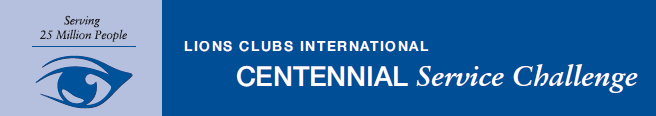 Serving
25 Million People
LIONS CLUBS INTERNATIONAL
CENTENNIAL Service Challenge